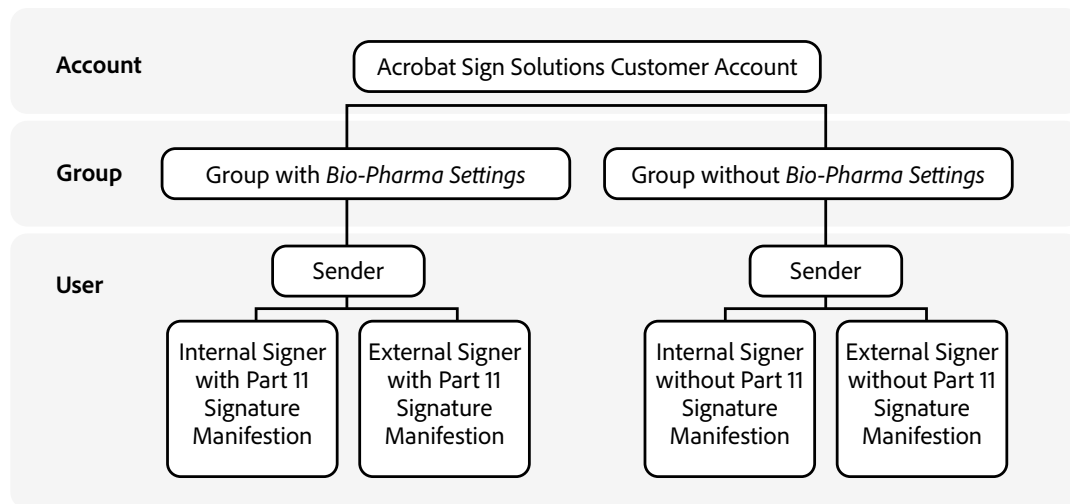 Account
Acrobat Sign Solutions Customer Account
Group
Group with Bio-Pharma Settings
Group without Bio-Pharma Settings
User
Sender
Sender
Internal Signer
with Part 11
Signature
Manifestion
External Signer
with Part 11
Signature
Manifestion
Internal Signer
without Part 11
Signature
Manifestion
External Signer
without Part 11
Signature
Manifestion